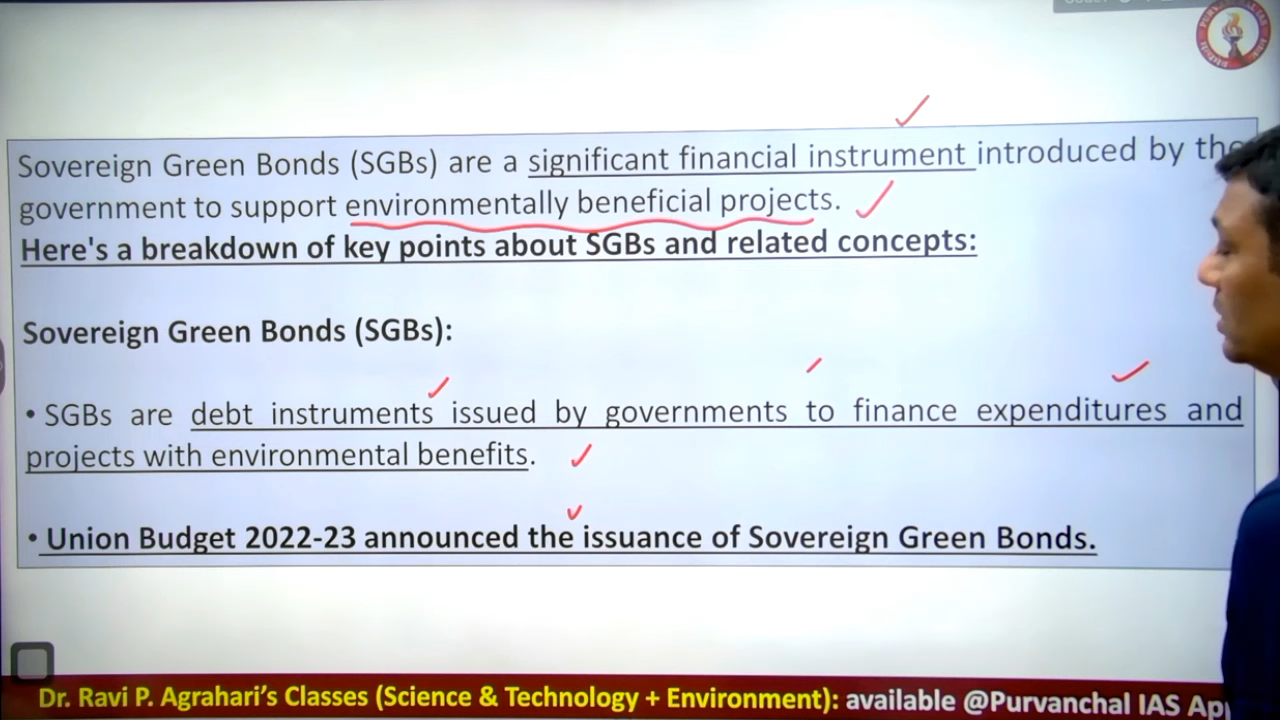 Sovereign Green Bonds (SGBs) are a significant financial instrument introduced by the
government to support environmentally beneficial projects.
Here's a breakdown of key points about SGBs and related concepts:
Sovereign Green Bonds (SGBs):
• SGBs are debt instruments issued by governments to finance expenditures and
projects with environmental benefits.
• Union Budget 2022-23 announced the issuance of Sovereign Green Bonds.
Dr. Ravi P. Agrahari's Classes (Science & Technology + Environment): available @Purvanchal IAS App